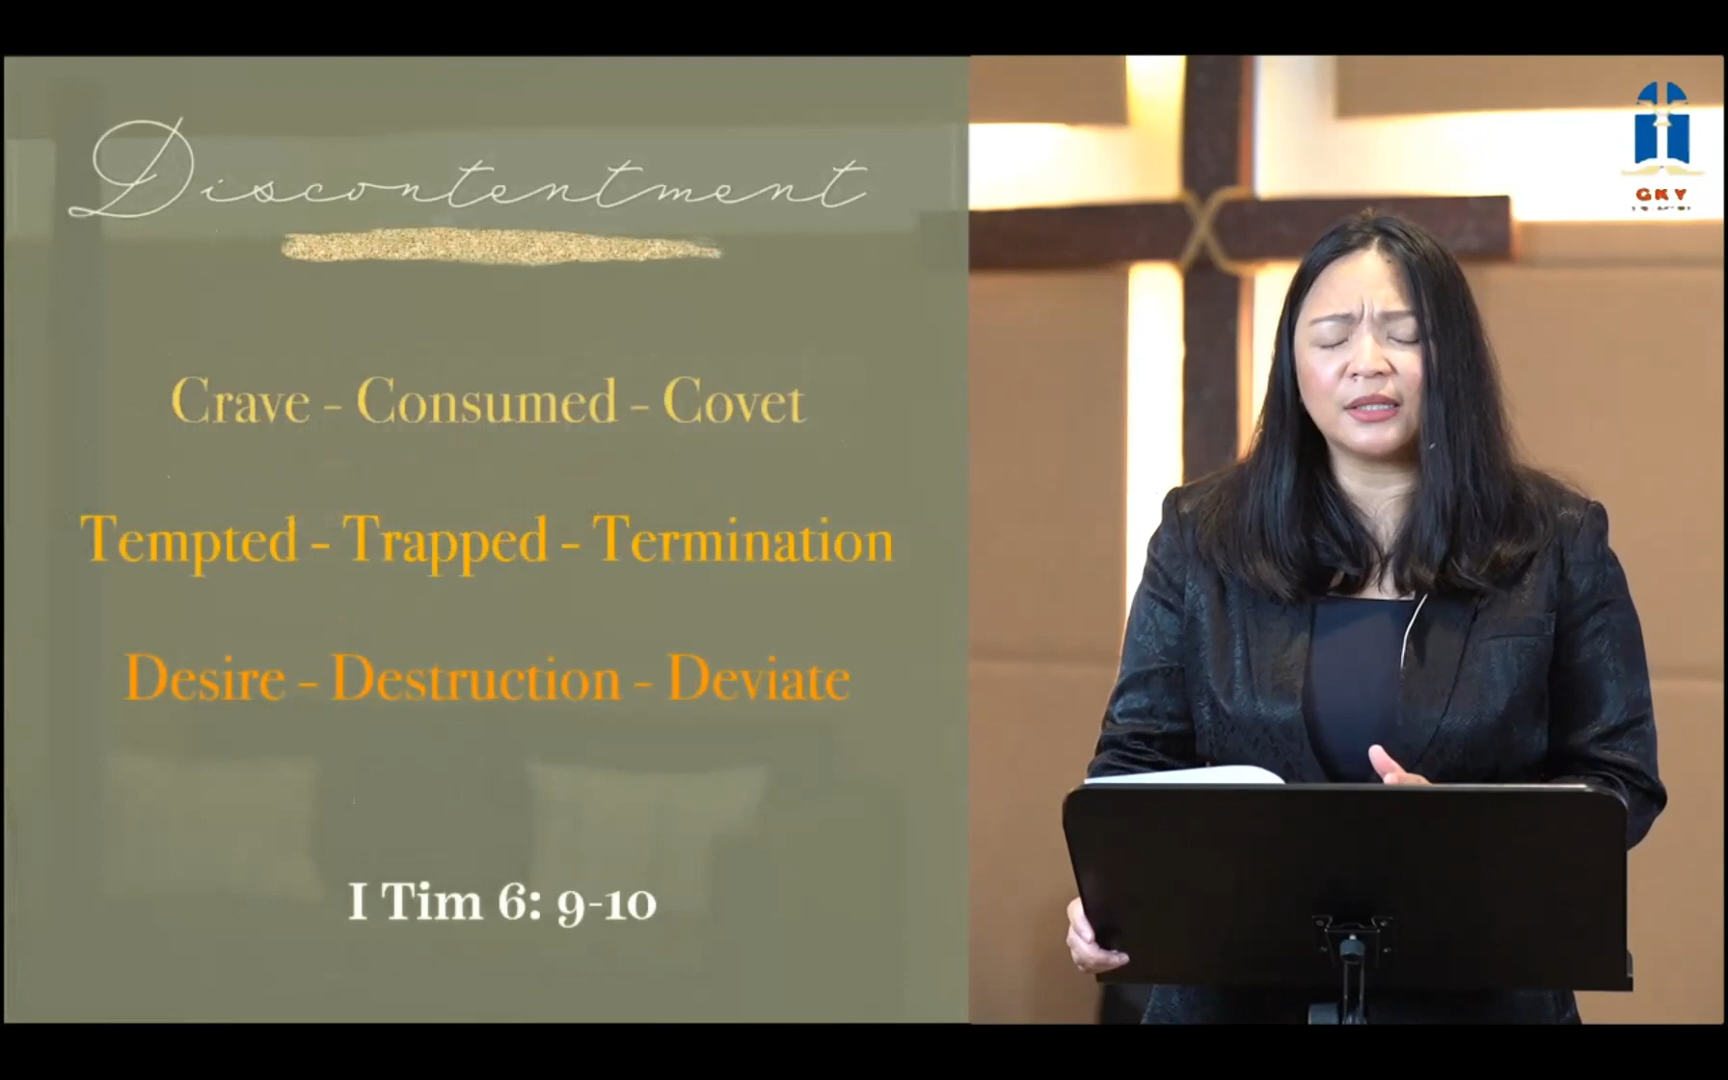 Discontentment
Crave - Consumed - Covet
Tempted - Trapped - Termination
Desire - Destruction - Deviate
I Tim 6: 9-10
GKY